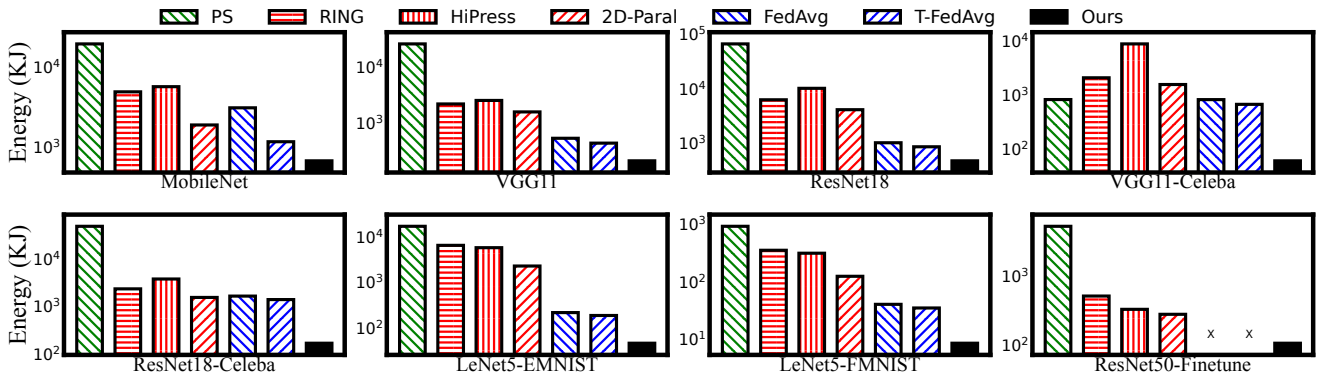 PS RING HiPress 2D-Paral FedAvg T-FedAvg Ours
Energy (KJ)
10^4
10^3
MobileNet
10^4
10^3
VGG11
10^5
10^4
10^3
ResNet18
10^4
10^3
10^2
VGG11-Celeba
Energy (KJ)
10^4
10^3
10^2
ResNet18-Celeba
10^4
10^3
10^2
LeNet5-EMNIST
10^3
10^2
10^1
LeNet5-FMNIST
10^3
10^2
x x
ResNet50-Finetune